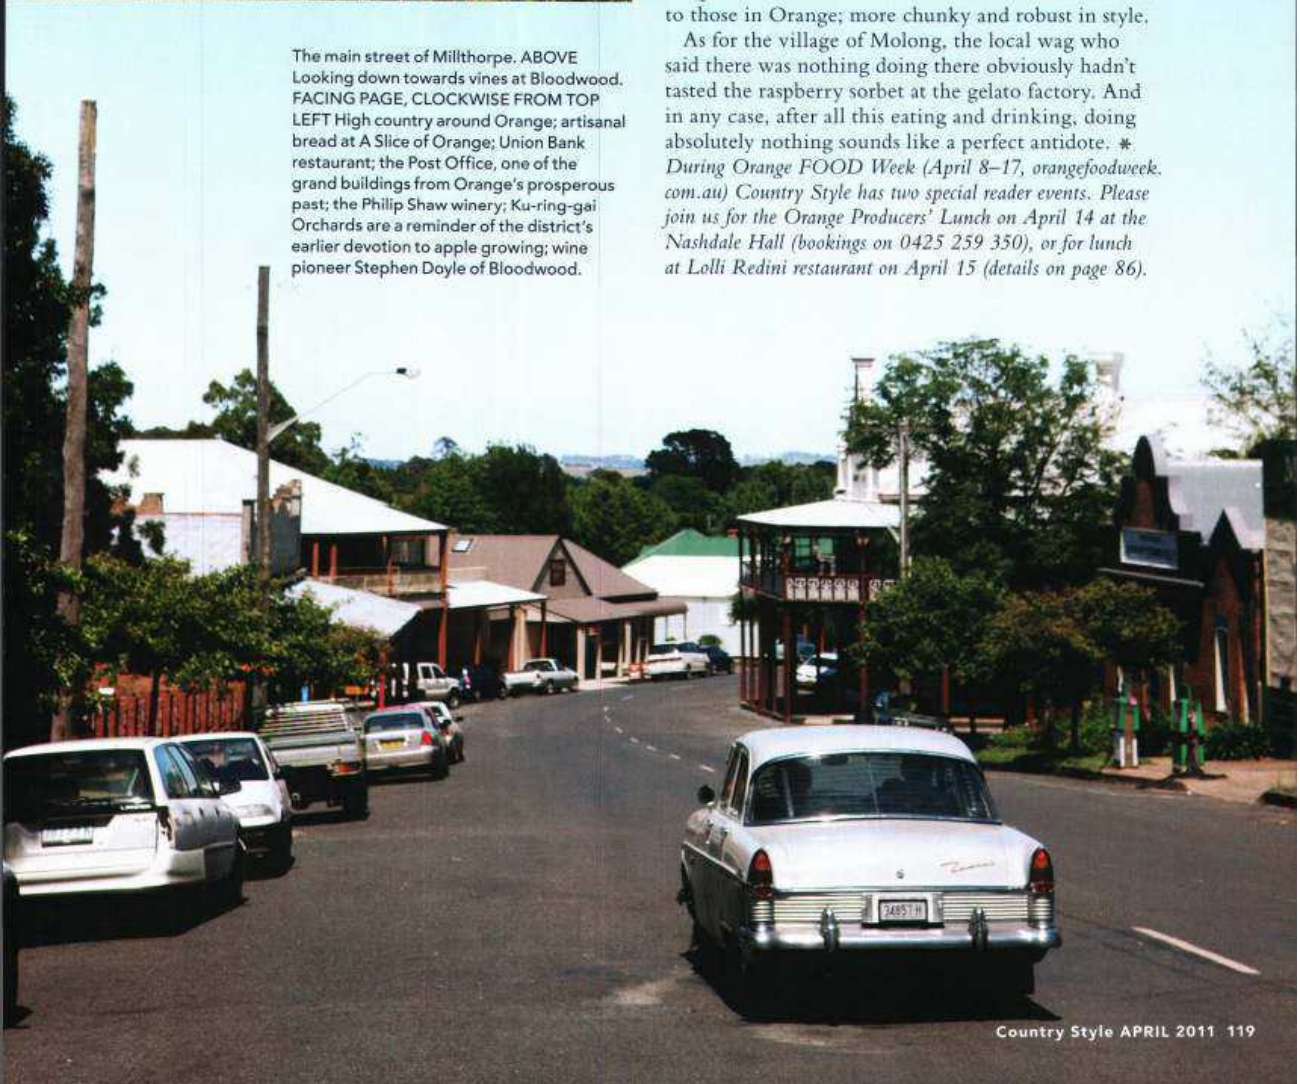 The main street of Millthorpe. ABOVE
Looking down towards vines at Bloodwood.
FACING PAGE, CLOCKWISE FROM TOP
LEFT High country around Orange; artisanal
bread at A Slice of Orange; Union Bank
restaurant; the Post Office, one of the
grand buildings from Orange's prosperous
past; the Philip Shaw winery; Ku-ring-gai
Orchards are a reminder of the district's
earlier devotion to apple growing; wine
pioneer Stephen Doyle of Bloodwood.
to those in Orange; more chunky and robust in style.
As for the village of Molong, the local wag who
said there was nothing doing there obviously hadn't
tasted the raspberry sorbet at the gelato factory. And
in any case, after all this eating and drinking, doing
absolutely nothing sounds like a perfect antidote. *
During Orange FOOD Week (April 8–17, orangefoodweek.
com.au) Country Style has two special reader events. Please
join us for the Orange Producers' Lunch on April 14 at the
Nashdale Hall (bookings on 0425 259 350), or for lunch
at Lolli Redini restaurant on April 15 (details on page 86).
34857 H
Country Style APRIL 2011 119